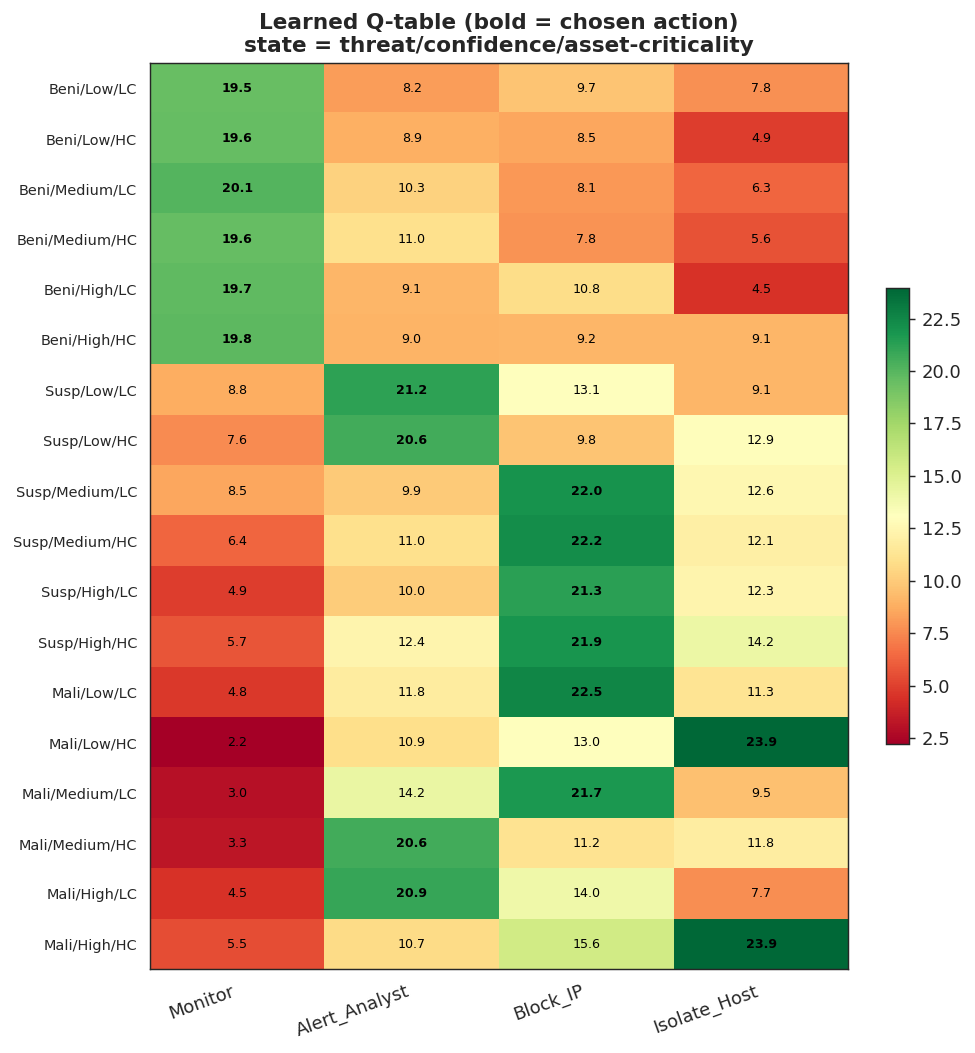 Learned Q-table (bold = chosen action)
state = threat/confidence/asset-criticality
Beni/Low/LC 19.5 8.2 9.7 7.8
Beni/Low/HC 19.6 8.9 8.5 4.9
Beni/Medium/LC 20.1 10.3 8.1 6.3
Beni/Medium/HC 19.6 11.0 7.8 5.6
Beni/High/LC 19.7 9.1 10.8 4.5
Beni/High/HC 19.8 9.0 9.2 9.1
Susp/Low/LC 8.8 21.2 13.1 9.1
Susp/Low/HC 7.6 20.6 9.8 12.9
Susp/Medium/LC 8.5 9.9 22.0 12.6
Susp/Medium/HC 6.4 11.0 22.2 12.1
Susp/High/LC 4.9 10.0 21.3 12.3
Susp/High/HC 5.7 12.4 21.9 14.2
Mali/Low/LC 4.8 11.8 22.5 11.3
Mali/Low/HC 2.2 10.9 13.0 23.9
Mali/Medium/LC 3.0 14.2 21.7 9.5
Mali/Medium/HC 3.3 20.6 11.2 11.8
Mali/High/LC 4.5 20.9 14.0 7.7
Mali/High/HC 5.5 10.7 15.6 23.9
Monitor Alert_Analyst Block_IP Isolate_Host
22.5
20.0
17.5
15.0
12.5
10.0
7.5
5.0
2.5